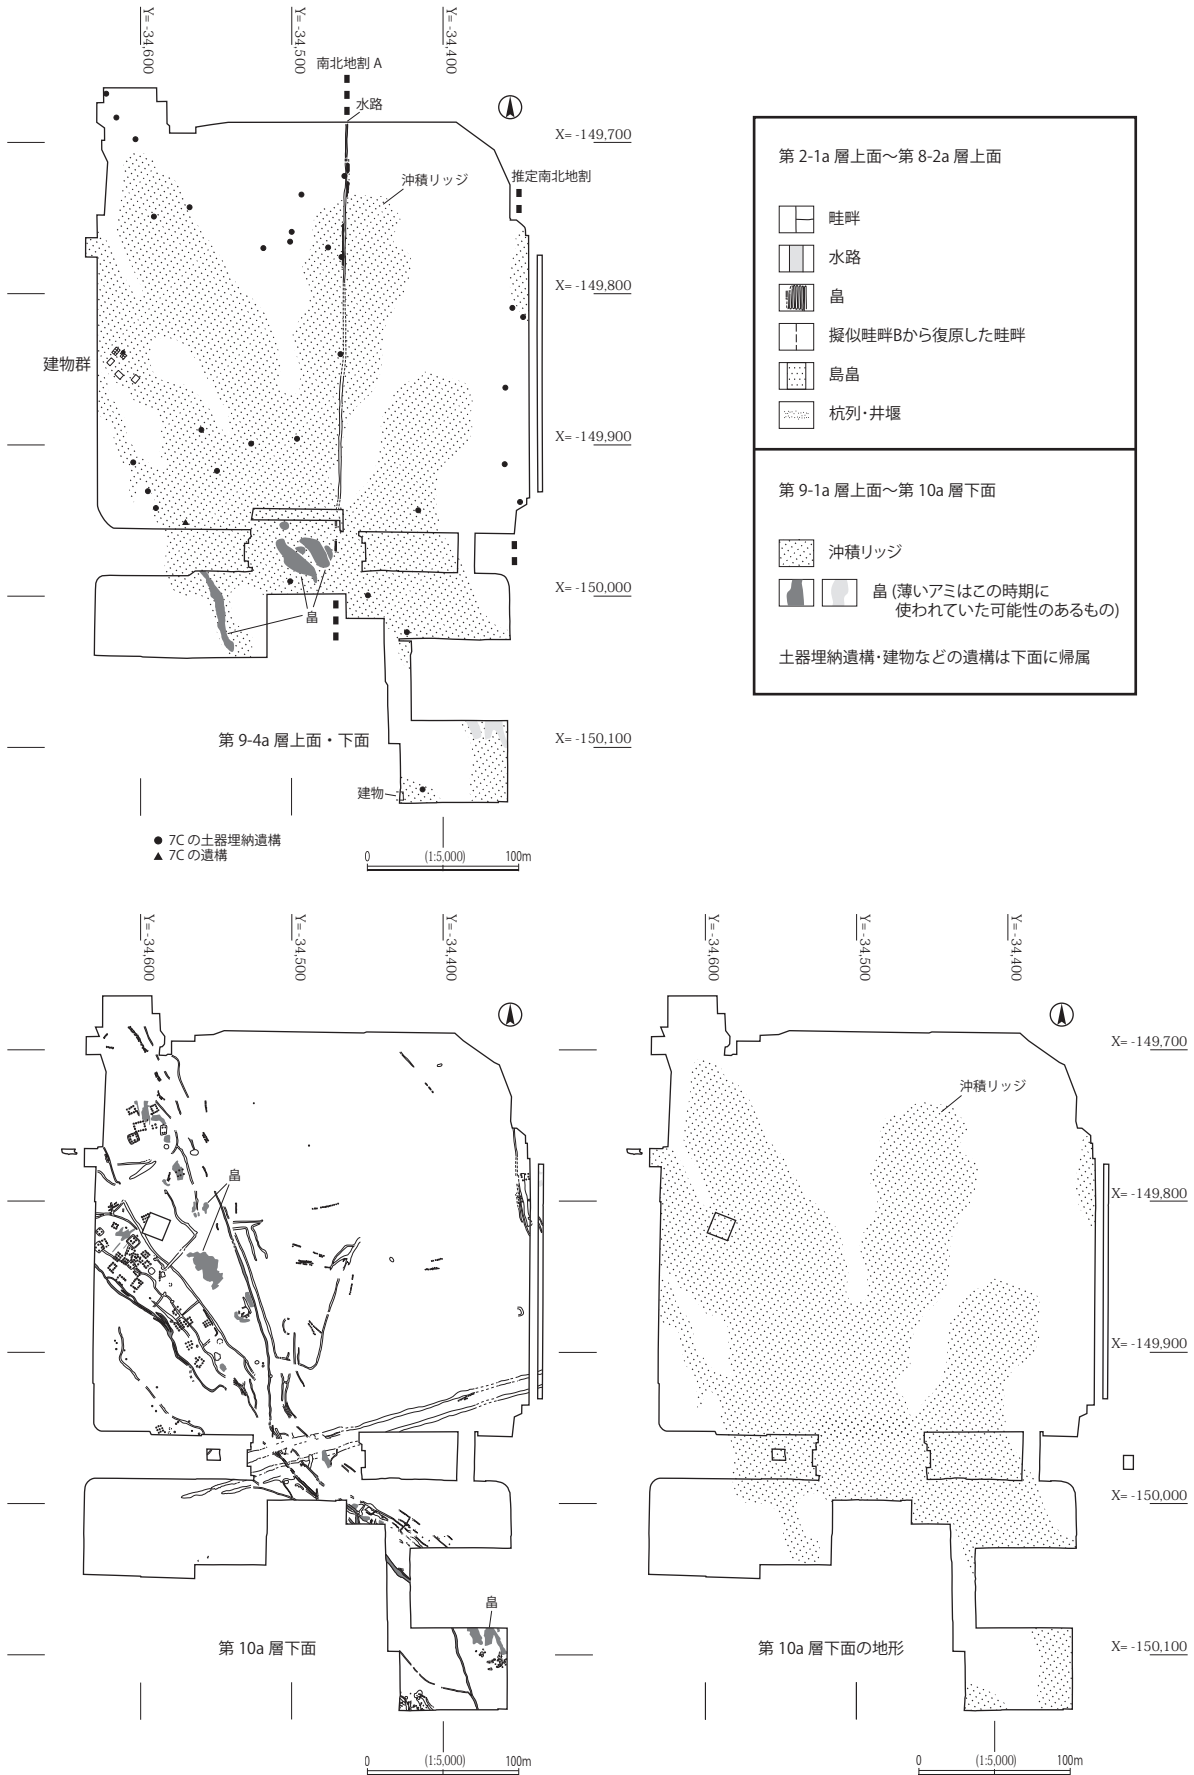 Y= -34,600
Y= -34,500
Y= -34,400
南北地割 A
水路
X= -149,700
沖積リッジ
推定南北地割
X= -149,800
建物群
X= -149,900
X= -150,000
畠
第 9-4a 層上面・下面
X= -150,100
建物
● 7C の土器埋納遺構
▲ 7C の遺構
0 (1:5,000) 100m
第 2-1a 層上面～第 8-2a 層上面
畦畔
水路
畠
擬似畦畔Bから復原した畦畔
島畠
杭列・井堰
第 9-1a 層上面～第 10a 層下面
沖積リッジ
畠 (薄いアミはこの時期に
使われていた可能性のあるもの)
土器埋納遺構・建物などの遺構は下面に帰属
Y= -34,600
Y= -34,500
Y= -34,400
畠
畠
第 10a 層下面
0 (1:5,000) 100m
Y= -34,600
Y= -34,500
Y= -34,400
X= -149,700
沖積リッジ
X= -149,800
X= -149,900
X= -150,000
第 10a 層下面の地形
X= -150,100
0 (1:5,000) 100m